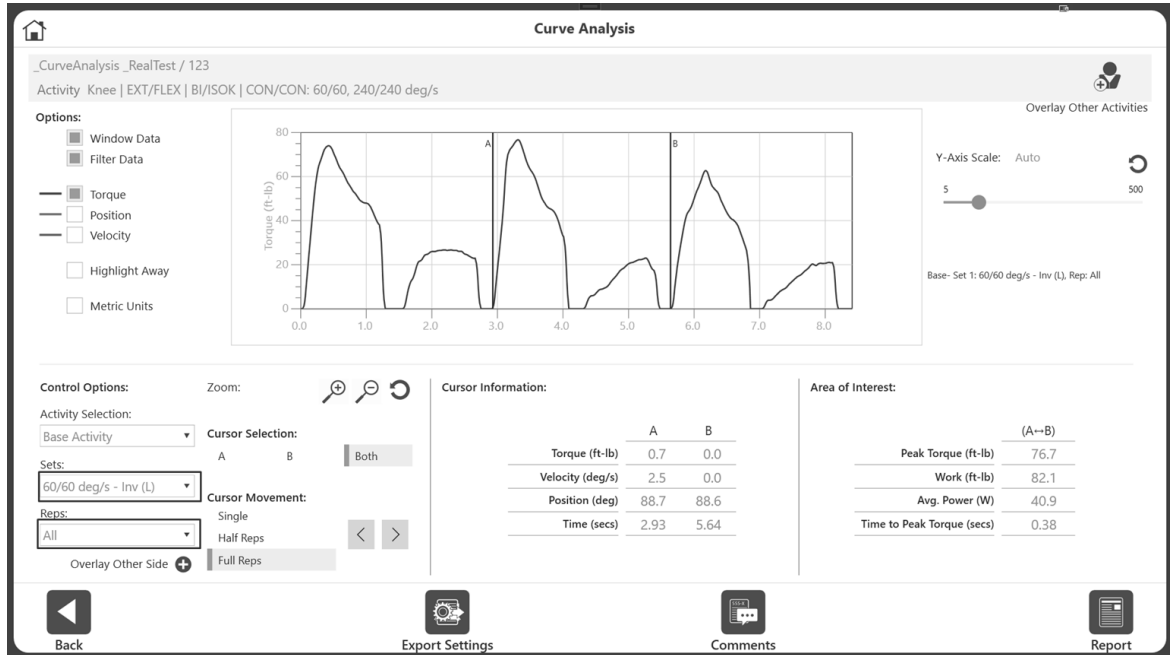 Curve Analysis
_CurveAnalysis _RealTest / 123
Activity Knee | EXT/FLEX | BI/ISOK | CON/CON: 60/60, 240/240 deg/s
Overlay Other Activities
Options:
Window Data
Filter Data
Torque
Position
Velocity
Highlight Away
Metric Units
Torque (ft-lb)
80
60
40
20
0
A
B
0.0 1.0 2.0 3.0 4.0 5.0 6.0 7.0 8.0
Y-Axis Scale: Auto
5 500
Base- Set 1: 60/60 deg/s - Inv (L), Rep: All
Control Options:
Activity Selection:
Base Activity
Sets:
60/60 deg/s - Inv (L)
Reps:
All
Overlay Other Side
Zoom:
Cursor Selection:
A B Both
Cursor Movement:
Single
Half Reps
Full Reps
< >
Cursor Information:
A B
Torque (ft-lb) 0.7 0.0
Velocity (deg/s) 2.5 0.0
Position (deg) 88.7 88.6
Time (secs) 2.93 5.64
Area of Interest:
(A↔B)
Peak Torque (ft-lb) 76.7
Work (ft-lb) 82.1
Avg. Power (W) 40.9
Time to Peak Torque (secs) 0.38
Back
Export Settings
Comments
Report